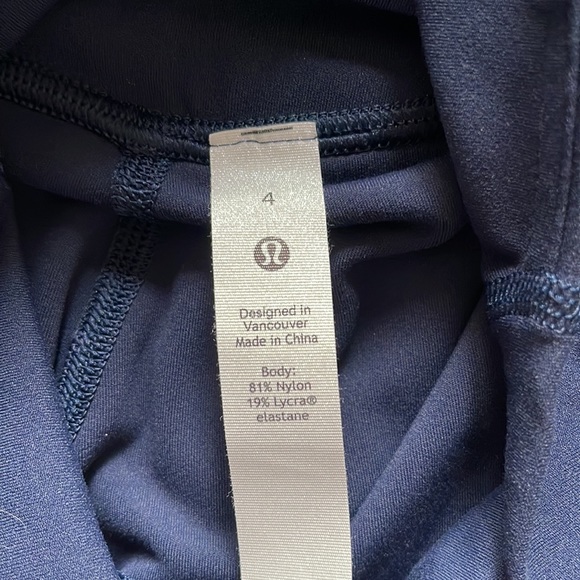 4
Designed in
Vancouver
Made in China
Body:
81% Nylon
19% Lycra®
elastane